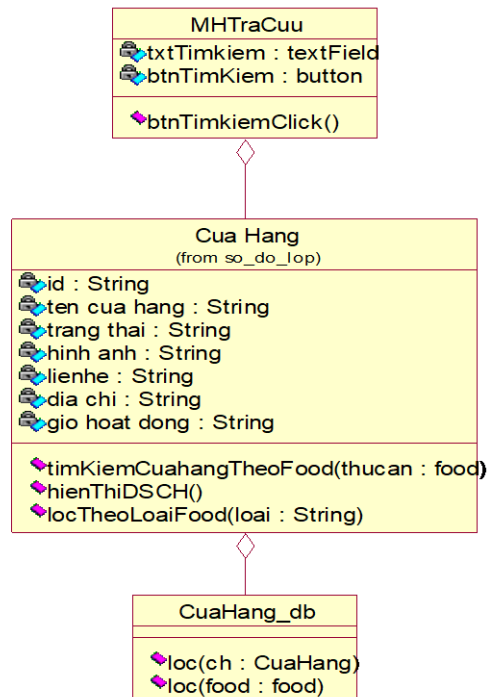 MHTraCuu
txtTimkiem : textField
btnTimKiem : button
btnTimkiemClick()
Cua Hang
(from so_do_lop)
id : String
ten cua hang : String
trang thai : String
hinh anh : String
lienhe : String
dia chi : String
gio hoat dong : String
timKiemCuahangTheoFood(thucan : food)
hienThiDSCH()
locTheoLoaiFood(loai : String)
CuaHang_db
loc(ch : CuaHang)
loc(food : food)